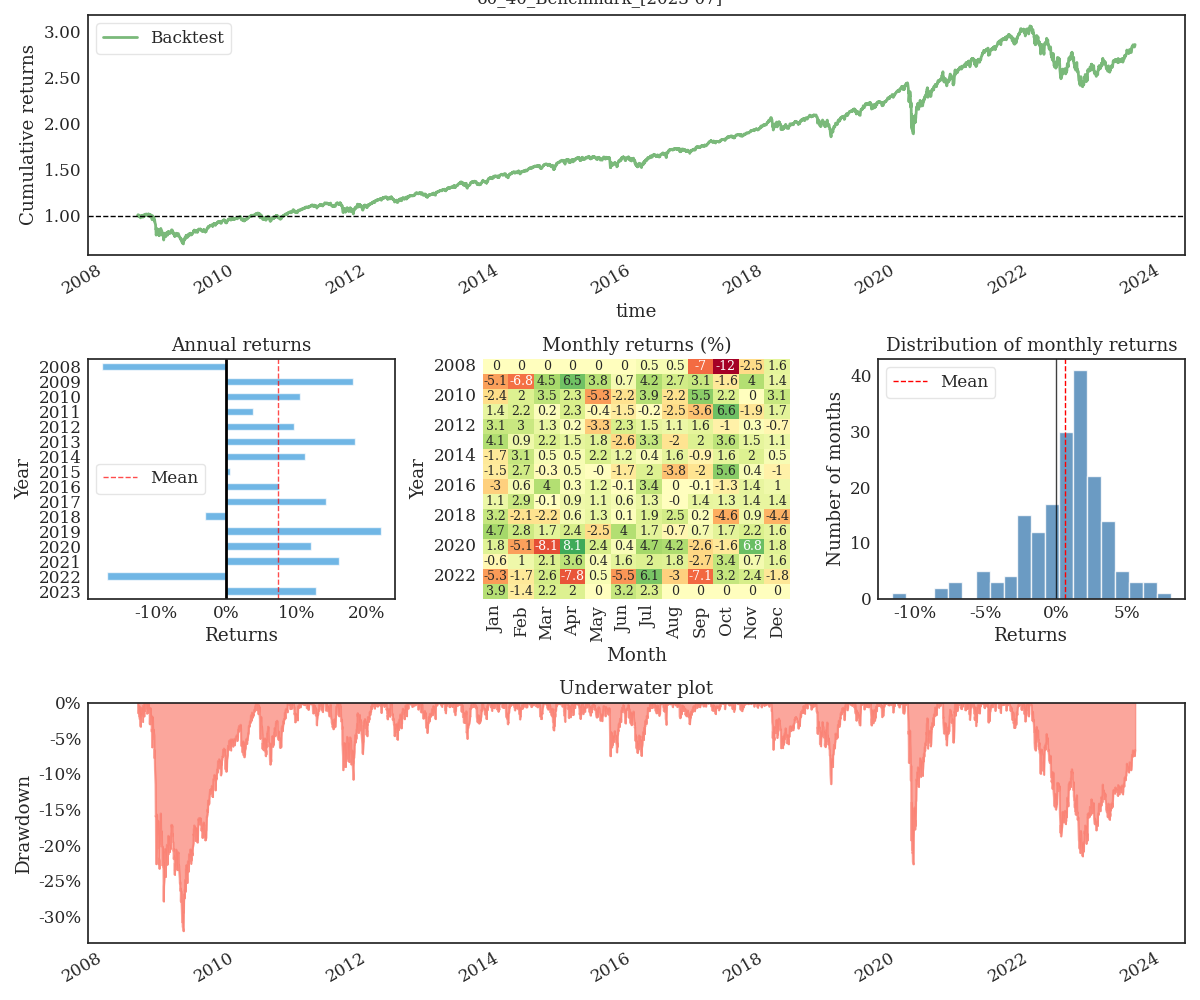 60_40_Benchmark_[2023-07]
Cumulative returns
3.00
2.50
2.00
1.50
1.00
Backtest
2008 2010 2012 2014 2016 2018 2020 2022 2024
time
Annual returns
Year
2008
2009
2010
2011
2012
2013
2014
2015
2016
2017
2018
2019
2020
2021
2022
2023
Mean
-10% 0% 10% 20%
Returns
Monthly returns (%)
Year
2008 0 0 0 0 0 0 0.5 0.5 -7 -12 -2.5 1.6
-5.1 -6.8 4.5 6.5 3.8 0.7 4.2 2.7 3.1 -1.6 4 1.4
2010 -2.4 2 3.5 2.3 -5.3 -2.2 3.9 -2.2 5.5 2.2 0 3.1
1.4 2.2 0.2 2.3 -0.4 -1.5 -0.2 -2.5 -3.6 6.6 -1.9 1.7
2012 3.1 3 1.3 0.2 -3.3 2.3 1.5 1.1 1.6 -1 0.3 -0.7
4.1 0.9 2.2 1.5 1.8 -2.6 3.3 -2 2 3.6 1.5 1.1
2014 -1.7 3.1 0.5 0.5 2.2 1.2 0.4 1.6 -0.9 1.6 2 0.5
-1.5 2.7 -0.3 0.5 -0 -1.7 2 -3.8 -2 5.6 0.4 -1
2016 -3 0.6 4 0.3 1.2 -0.1 3.4 0 -0.1 -1.3 1.4 1
1.1 2.9 -0.1 0.9 1.1 0.6 1.3 -0 1.4 1.3 1.4 1.4
2018 3.2 -2.1 -2.2 0.6 1.3 0.1 1.9 2.5 0.2 -4.6 0.9 -4.4
4.7 2.8 1.7 2.4 -2.5 4 1.7 -0.7 0.7 1.7 2.2 1.6
2020 1.8 -5.1 -8.1 8.1 2.4 0.4 4.7 4.2 -2.6 -1.6 6.8 1.8
-0.6 1 2.1 3.6 0.4 1.6 2 1.8 -2.7 3.4 0.7 1.6
2022 -5.3 -1.7 2.6 -7.8 0.5 -5.5 6.1 -3 -7.1 3.2 2.4 -1.8
3.9 -1.4 2.2 2 0 3.2 2.3 0 0 0 0 0
Jan Feb Mar Apr May Jun Jul Aug Sep Oct Nov Dec
Month
Distribution of monthly returns
Number of months
40
30
20
10
0
Mean
-10% -5% 0% 5%
Returns
Underwater plot
Drawdown
0%
-5%
-10%
-15%
-20%
-25%
-30%
2008 2010 2012 2014 2016 2018 2020 2022 2024